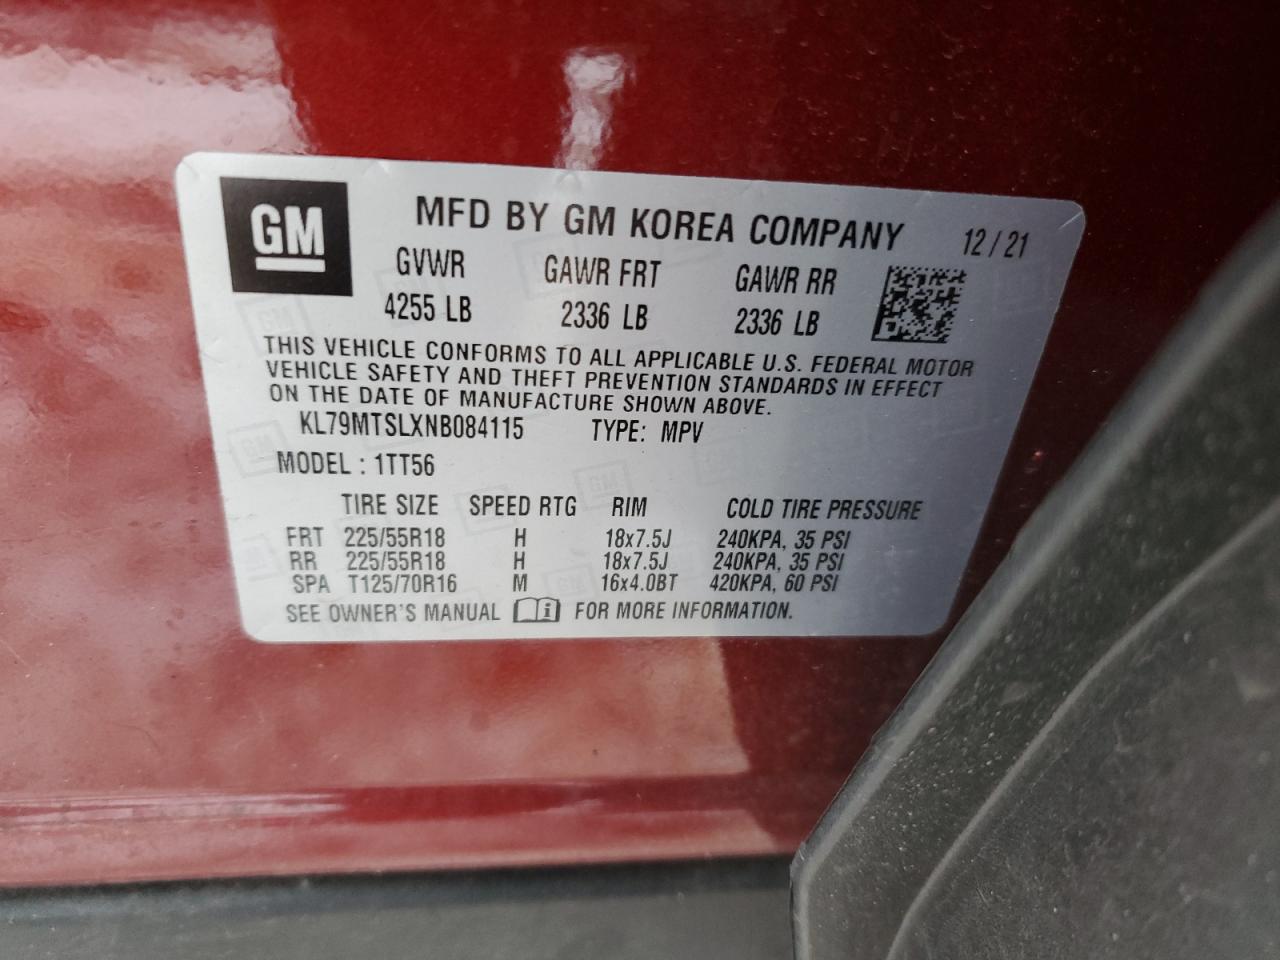 GM
MFD BY GM KOREA COMPANY 12/21
GVWR GAWR FRT GAWR RR
4255 LB 2336 LB 2336 LB
THIS VEHICLE CONFORMS TO ALL APPLICABLE U.S. FEDERAL MOTOR
VEHICLE SAFETY AND THEFT PREVENTION STANDARDS IN EFFECT
ON THE DATE OF MANUFACTURE SHOWN ABOVE.
KL79MTSLXNB084115 TYPE: MPV
MODEL : 1TT56
TIRE SIZE SPEED RTG RIM COLD TIRE PRESSURE
FRT 225/55R18 H 18x7.5J 240KPA, 35 PSI
RR 225/55R18 H 18x7.5J 240KPA, 35 PSI
SPA T125/70R16 M 16x4.0BT 420KPA, 60 PSI
SEE OWNER'S MANUAL i FOR MORE INFORMATION.